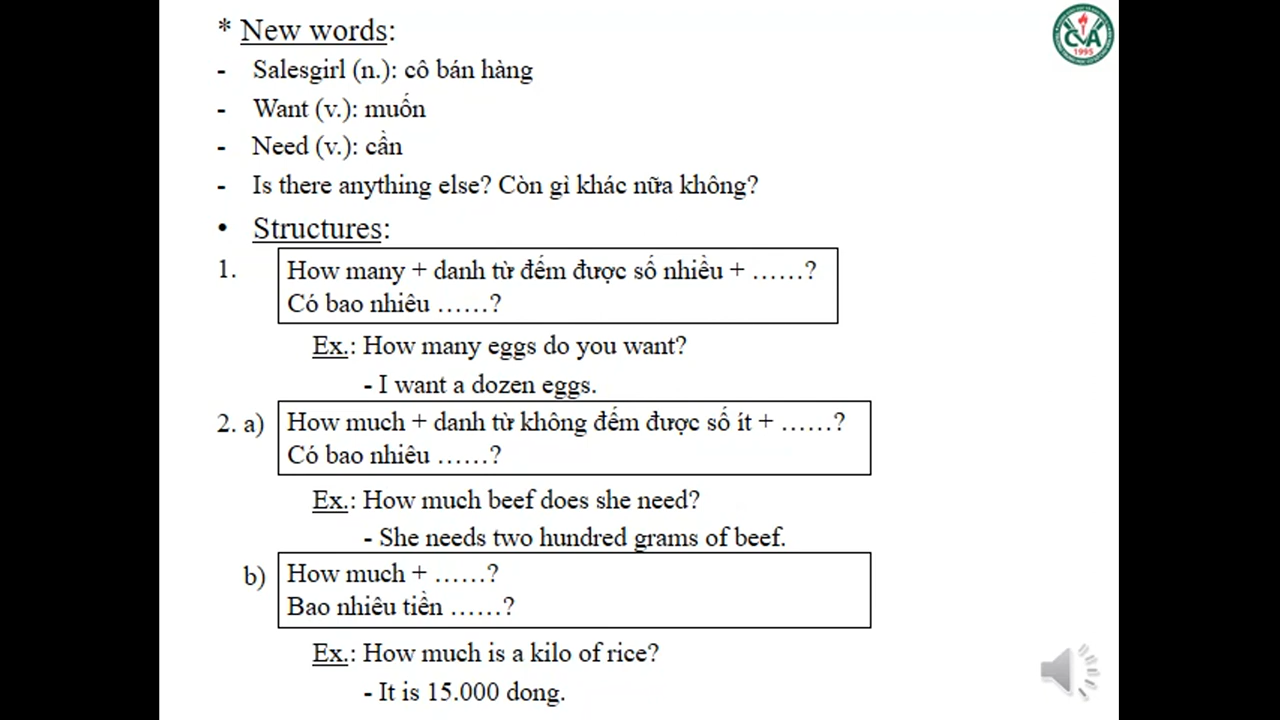 * New words:
- Salesgirl (n.): cô bán hàng
- Want (v.): muốn
- Need (v.): cần
- Is there anything else? Còn gì khác nữa không?
• Structures:
1. How many + danh từ đếm được số nhiều + ……?
Có bao nhiêu ……?
Ex.: How many eggs do you want?
- I want a dozen eggs.
2. a) How much + danh từ không đếm được số ít + ……?
Có bao nhiêu ……?
Ex.: How much beef does she need?
- She needs two hundred grams of beef.
b) How much + ……?
Bao nhiêu tiền ……?
Ex.: How much is a kilo of rice?
- It is 15.000 dong.
CVA
1995